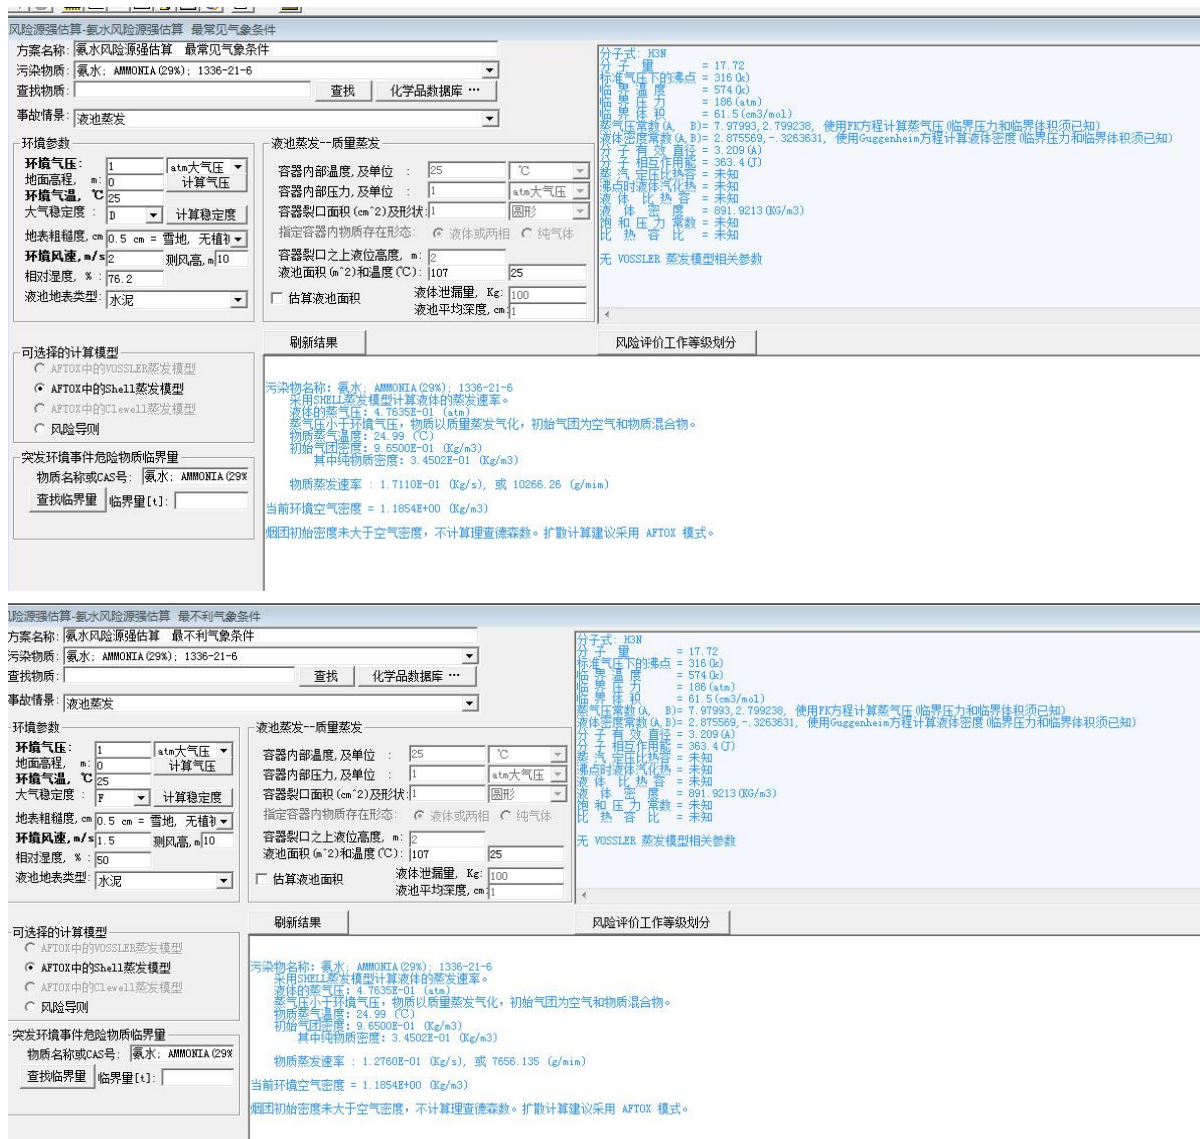 风险源强估算-氨水风险源强估算 最常见气象条件
方案名称: 氨水风险源强估算 最常见气象条件
污染物质: 氨水; AMMONIA(29%); 1336-21-6
查找物质: 查找 化学品数据库 …
事故情景: 液池蒸发
环境参数
环境气压: 1 atm大气压
地面高程, m: 0 计算气压
环境气温, ℃ 25
大气稳定度 : D 计算稳定度
地表粗糙度, cm 0.5 cm = 雪地, 无植被
环境风速, m/s 2 测风高, m 10
相对湿度, % : 76.2
液池地表类型: 水泥
液池蒸发--质量蒸发
容器内部温度, 及单位 : 25 ℃
容器内部压力, 及单位 : 1 atm大气压
容器裂口面积(cm^2)及形状: 1 圆形
指定容器内物质存在形态: 液体或两相 纯气体
容器裂口之上液位高度, m: 2
液池面积(m^2)和温度(℃): 107 25
估算液池面积 液体泄漏量, Kg: 100
液池平均深度, cm: 1
分子式: H3N
分 子 量 = 17.72
标准气压下的沸点 = 316(k)
临 界 温 度 = 574(k)
临 界 压 力 = 186(atm)
临 界 体 积 = 61.5(cm3/mol)
蒸气压常数(A, B)= 7.97993,2.799238, 使用FK方程计算蒸气压(临界压力和临界体积须已知)
液体密度常数(A,B)= 2.875569,-.3263631, 使用Guggenheim方程计算液体密度(临界压力和临界体积须已知)
分 子 有 效 直径 = 3.209(A)
分 子 相互作用能 = 363.4(J)
蒸 汽 定压比热容 = 未知
沸点时液体汽化热 = 未知
液 体 比 热 容 = 未知
液 体 密 度 = 891.9213(KG/m3)
饱 和 压 力 常数 = 未知
比 热 容 比 = 未知
无 VOSSLER 蒸发模型相关参数
刷新结果 风险评价工作等级划分
可选择的计算模型
AFTOX中的VOSSLER蒸发模型
AFTOX中的Shell蒸发模型
AFTOX中的Clewell蒸发模型
风险导则
突发环境事件危险物质临界量
物质名称或CAS号: 氨水; AMMONIA(29%
查找临界量 临界量[t]:
污染物名称: 氨水; AMMONIA(29%); 1336-21-6
采用SHELL蒸发模型计算液体的蒸发速率。
液体的蒸气压: 4.7635E-01 (atm)
蒸气压小于环境气压, 物质以质量蒸发气化, 初始气团为空气和物质混合物。
物质蒸气温度: 24.99 (℃)
初始气团密度: 9.6500E-01 (Kg/m3)
其中纯物质密度: 3.4502E-01 (Kg/m3)
物质蒸发速率 : 1.7110E-01 (Kg/s), 或 10266.26 (g/mim)
当前环境空气密度 = 1.1854E+00 (Kg/m3)
烟团初始密度未大于空气密度, 不计算理查德森数。扩散计算建议采用 AFTOX 模式。
风险源强估算-氨水风险源强估算 最不利气象条件
方案名称: 氨水风险源强估算 最不利气象条件
污染物质: 氨水; AMMONIA(29%); 1336-21-6
查找物质: 查找 化学品数据库 …
事故情景: 液池蒸发
环境参数
环境气压: 1 atm大气压
地面高程, m: 0 计算气压
环境气温, ℃ 25
大气稳定度 : F 计算稳定度
地表粗糙度, cm 0.5 cm = 雪地, 无植被
环境风速, m/s 1.5 测风高, m 10
相对湿度, % : 50
液池地表类型: 水泥
液池蒸发--质量蒸发
容器内部温度, 及单位 : 25 ℃
容器内部压力, 及单位 : 1 atm大气压
容器裂口面积(cm^2)及形状: 1 圆形
指定容器内物质存在形态: 液体或两相 纯气体
容器裂口之上液位高度, m: 2
液池面积(m^2)和温度(℃): 107 25
估算液池面积 液体泄漏量, Kg: 100
液池平均深度, cm: 1
分子式: H3N
分 子 量 = 17.72
标准气压下的沸点 = 316(k)
临 界 温 度 = 574(k)
临 界 压 力 = 186(atm)
临 界 体 积 = 61.5(cm3/mol)
蒸气压常数(A, B)= 7.97993,2.799238, 使用FK方程计算蒸气压(临界压力和临界体积须已知)
液体密度常数(A,B)= 2.875569,-.3263631, 使用Guggenheim方程计算液体密度(临界压力和临界体积须已知)
分 子 有 效 直径 = 3.209(A)
分 子 相互作用能 = 363.4(J)
蒸 汽 定压比热容 = 未知
沸点时液体汽化热 = 未知
液 体 比 热 容 = 未知
液 体 密 度 = 891.9213(KG/m3)
饱 和 压 力 常数 = 未知
比 热 容 比 = 未知
无 VOSSLER 蒸发模型相关参数
刷新结果 风险评价工作等级划分
可选择的计算模型
AFTOX中的VOSSLER蒸发模型
AFTOX中的Shell蒸发模型
AFTOX中的Clewell蒸发模型
风险导则
突发环境事件危险物质临界量
物质名称或CAS号: 氨水; AMMONIA(29%
查找临界量 临界量[t]:
污染物名称: 氨水; AMMONIA(29%); 1336-21-6
采用SHELL蒸发模型计算液体的蒸发速率。
液体的蒸气压: 4.7635E-01 (atm)
蒸气压小于环境气压, 物质以质量蒸发气化, 初始气团为空气和物质混合物。
物质蒸气温度: 24.99 (℃)
初始气团密度: 9.6500E-01 (Kg/m3)
其中纯物质密度: 3.4502E-01 (Kg/m3)
物质蒸发速率 : 1.2760E-01 (Kg/s), 或 7656.135 (g/mim)
当前环境空气密度 = 1.1854E+00 (Kg/m3)
烟团初始密度未大于空气密度, 不计算理查德森数。扩散计算建议采用 AFTOX 模式。